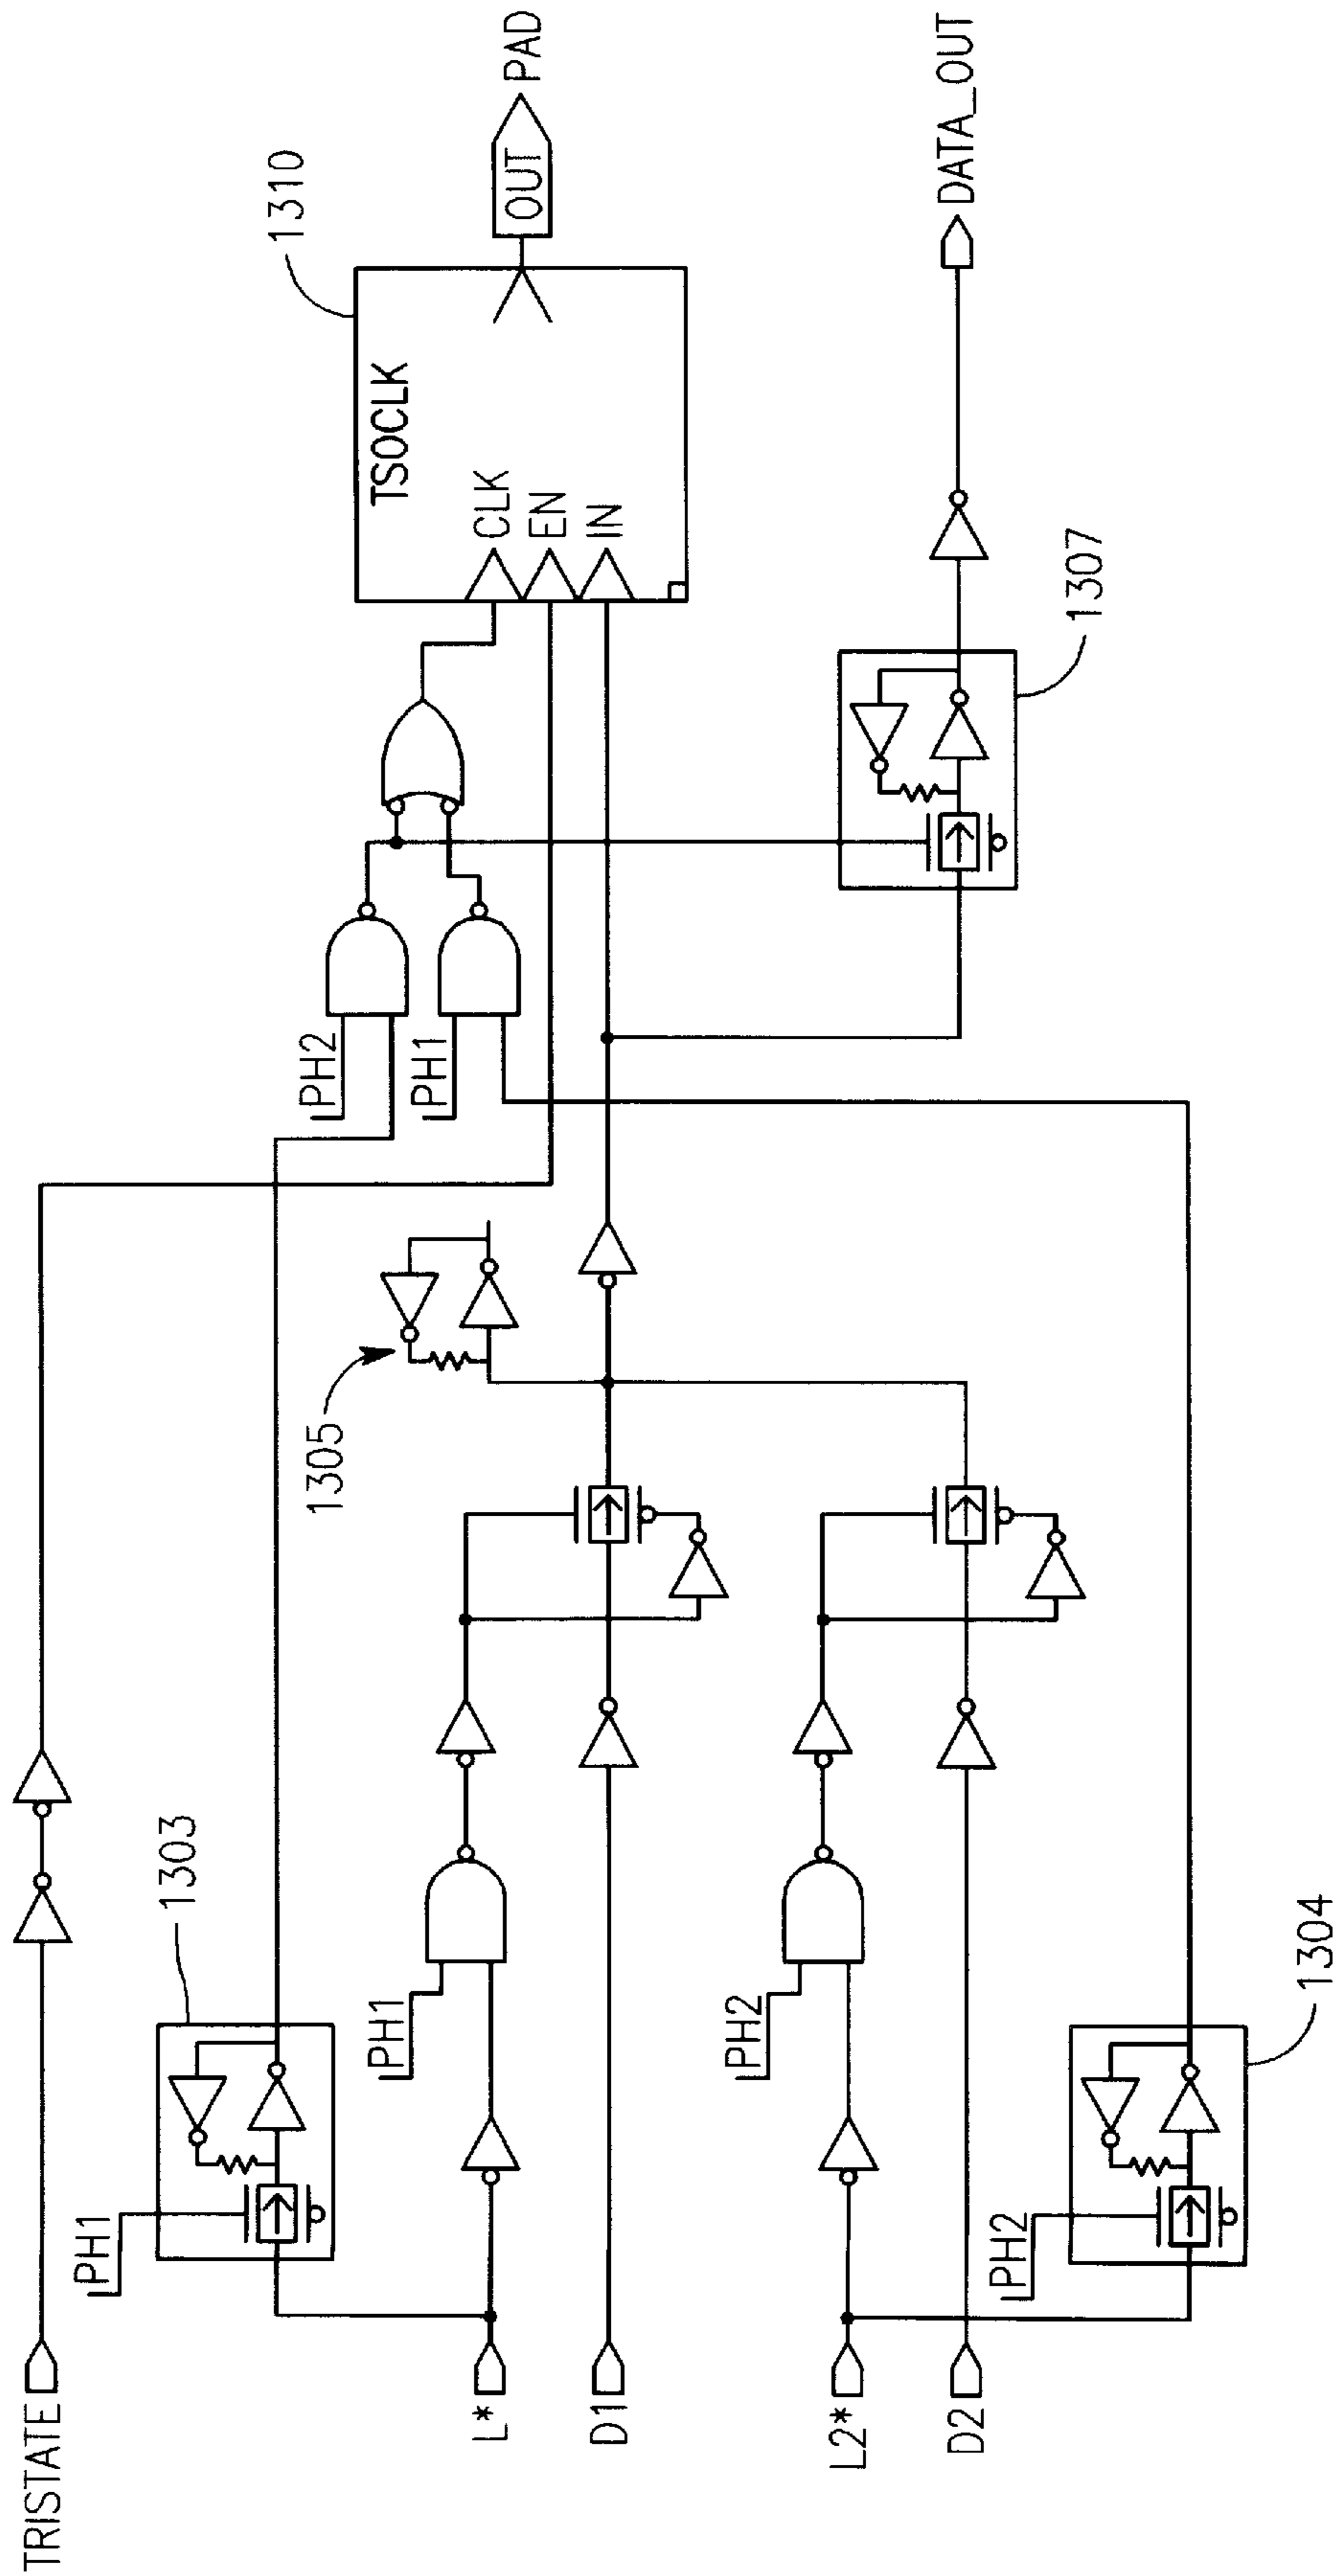 TRISTATE
PH1
1303
L*
PH1
D1
1305
L2*
PH2
D2
PH2
1304
PH2
PH1
TSOCLK
CLK
EN
IN
1310
OUT
PAD
1307
DATA_OUT